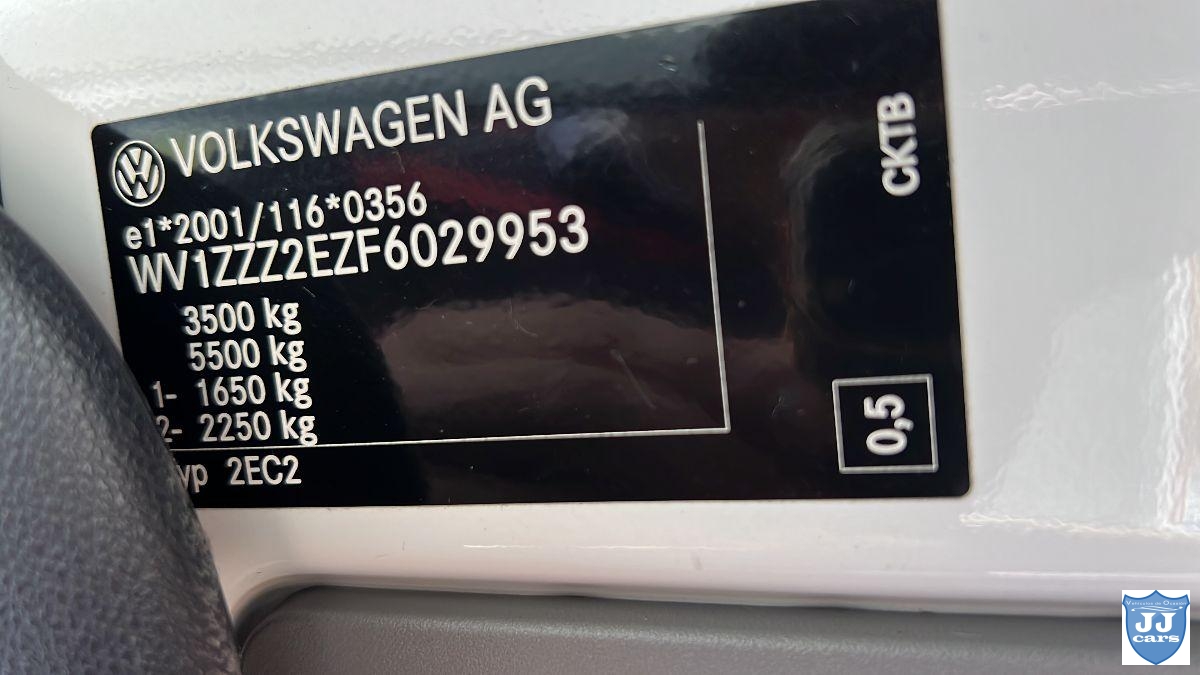 VOLKSWAGEN AG
e1*2001/116*0356
WV1ZZZ2EZF6029953
3500 kg
5500 kg
1- 1650 kg
2- 2250 kg
yp 2EC2
CKTB
0,5
JJ
cars